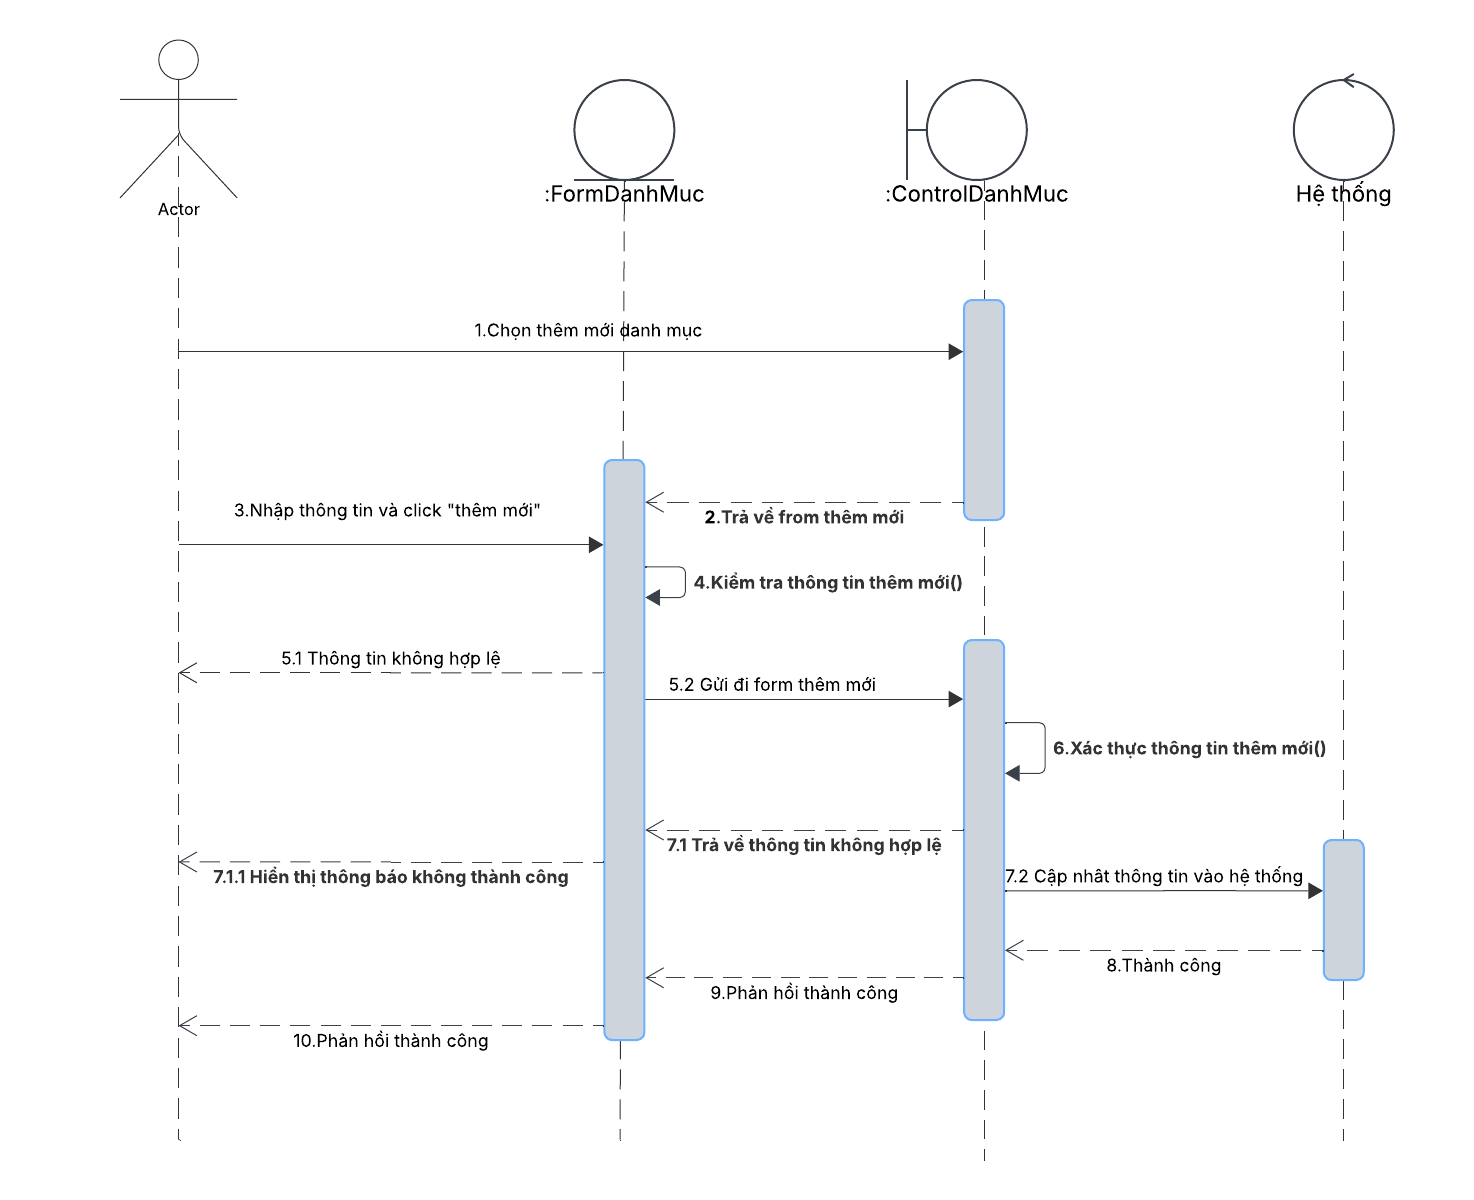 Actor
:FormDanhMuc
:ControlDanhMuc
Hệ thống
1.Chọn thêm mới danh mục
2.Trả về from thêm mới
3.Nhập thông tin và click "thêm mới"
4.Kiểm tra thông tin thêm mới()
5.1 Thông tin không hợp lệ
5.2 Gửi đi form thêm mới
6.Xác thực thông tin thêm mới()
7.1 Trả về thông tin không hợp lệ
7.1.1 Hiển thị thông báo không thành công
7.2 Cập nhât thông tin vào hệ thống
8.Thành công
9.Phản hồi thành công
10.Phản hồi thành công